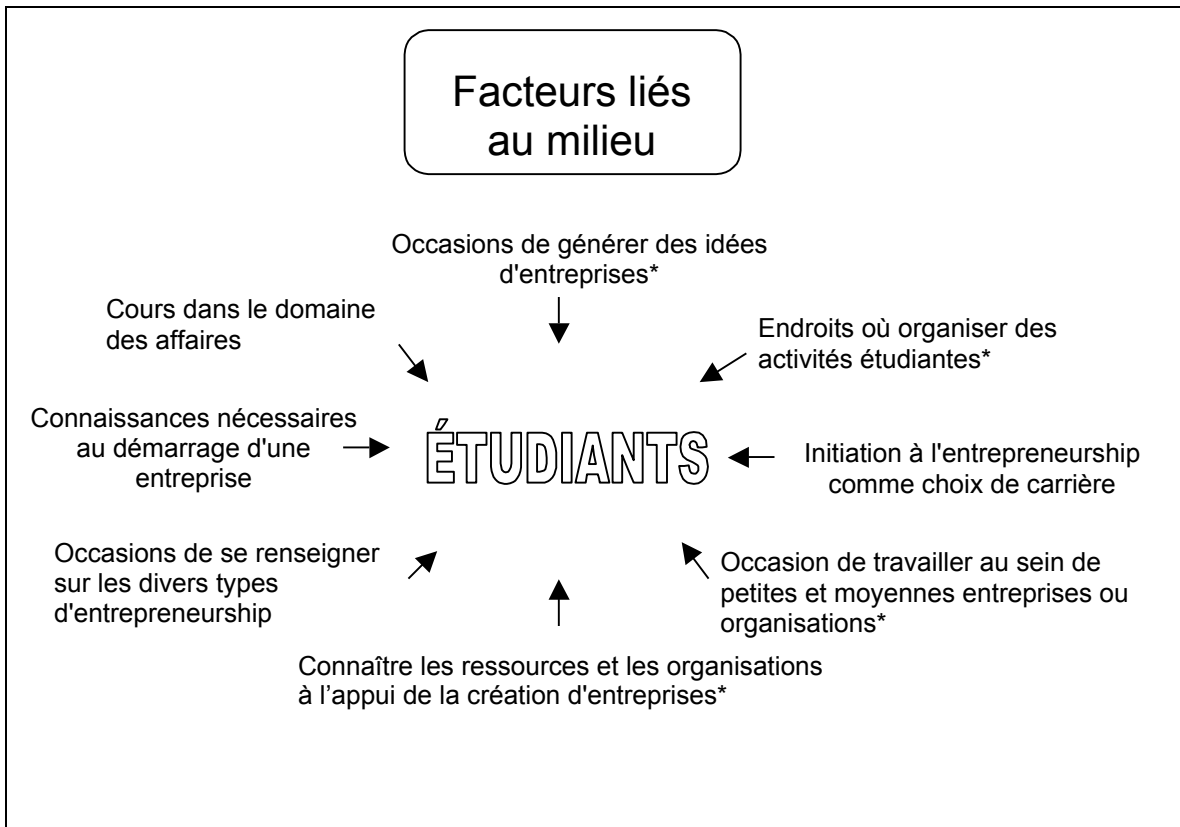 Facteurs liés
au milieu
Occasions de générer des idées
d'entreprises*
Cours dans le domaine
des affaires
Endroits où organiser des
activités étudiantes*
Connaissances nécessaires
au démarrage d'une
entreprise
ÉTUDIANTS
Initiation à l'entrepreneurship
comme choix de carrière
Occasions de se renseigner
sur les divers types
d'entrepreneurship
Occasion de travailler au sein de
petites et moyennes entreprises ou
organisations*
Connaître les ressources et les organisations
à l’appui de la création d'entreprises*